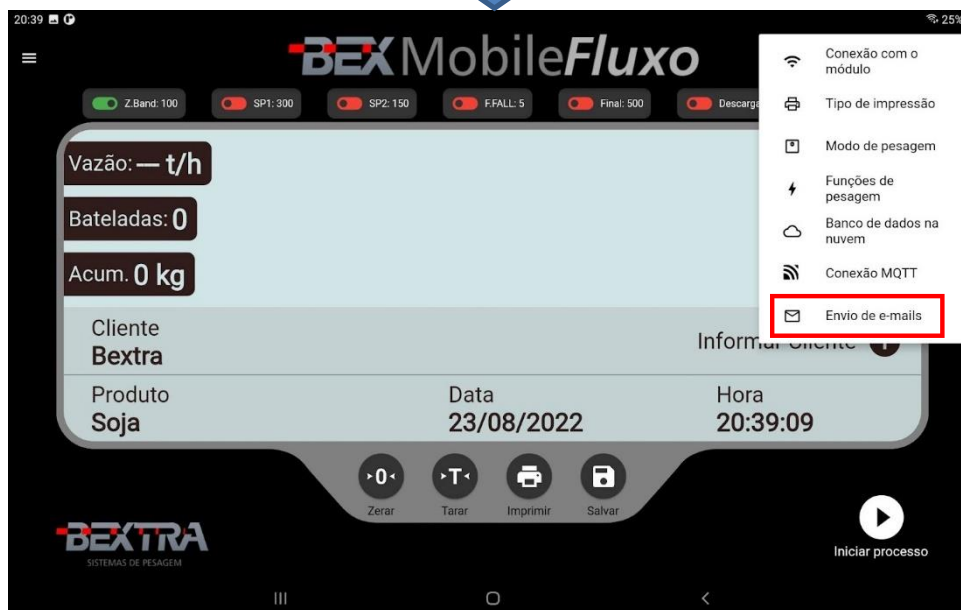 20:39
25%
BEX MobileFluxo
Z.Band: 100
SP1: 300
SP2: 150
F.FALL: 5
Final: 500
Descarga
Conexão com o
módulo
Tipo de impressão
Modo de pesagem
Funções de
pesagem
Banco de dados na
nuvem
Conexão MQTT
Envio de e-mails
Vazão: — t/h
Bateladas: 0
Acum. 0 kg
Cliente
Bextra
Informar Cliente
Produto
Soja
Data
23/08/2022
Hora
20:39:09
›0‹
›T‹
Zerar
Tarar
Imprimir
Salvar
BEXTRA
SISTEMAS DE PESAGEM
Iniciar processo